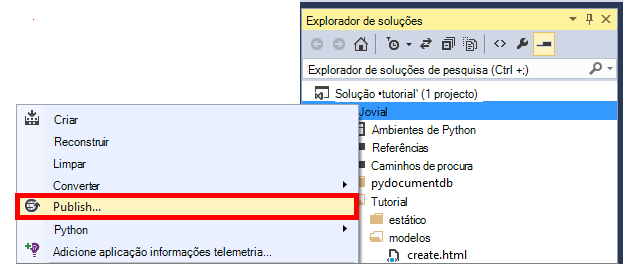 Explorador de soluções
Explorador de soluções de pesquisa (Ctrl +;)
Solução •tutorial' (1 projecto)
Jovial
Ambientes de Python
Referências
Caminhos de procura
pydocumentdb
Tutorial
estático
modelos
create.html
Criar
Reconstruir
Limpar
Converter
Publish...
Python
Adicione aplicação informações telemetria...